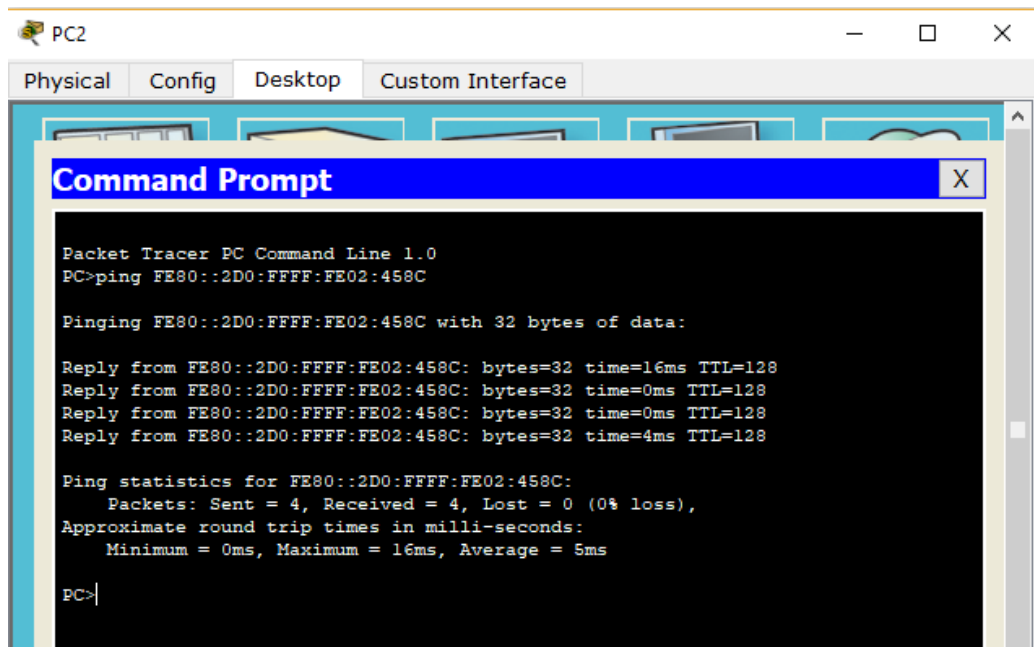 PC2
Physical Config Desktop Custom Interface
Command Prompt
X
Packet Tracer PC Command Line 1.0
PC>ping FE80::2D0:FFFF:FE02:458C
Pinging FE80::2D0:FFFF:FE02:458C with 32 bytes of data:
Reply from FE80::2D0:FFFF:FE02:458C: bytes=32 time=16ms TTL=128
Reply from FE80::2D0:FFFF:FE02:458C: bytes=32 time=0ms TTL=128
Reply from FE80::2D0:FFFF:FE02:458C: bytes=32 time=0ms TTL=128
Reply from FE80::2D0:FFFF:FE02:458C: bytes=32 time=4ms TTL=128
Ping statistics for FE80::2D0:FFFF:FE02:458C:
Packets: Sent = 4, Received = 4, Lost = 0 (0% loss),
Approximate round trip times in milli-seconds:
Minimum = 0ms, Maximum = 16ms, Average = 5ms
PC>